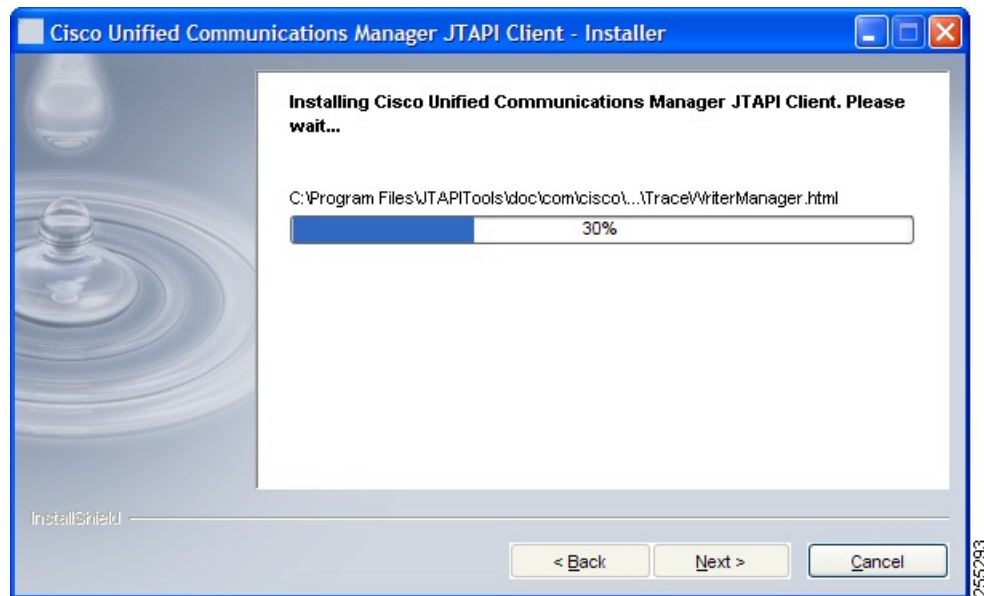 Cisco Unified Communications Manager JTAPI Client - Installer
Installing Cisco Unified Communications Manager JTAPI Client. Please
wait...
C:\Program Files\JTAPITools\doc\com\cisco\...\TraceWriterManager.html
30%
InstallShield
< Back
Next >
Cancel
255293